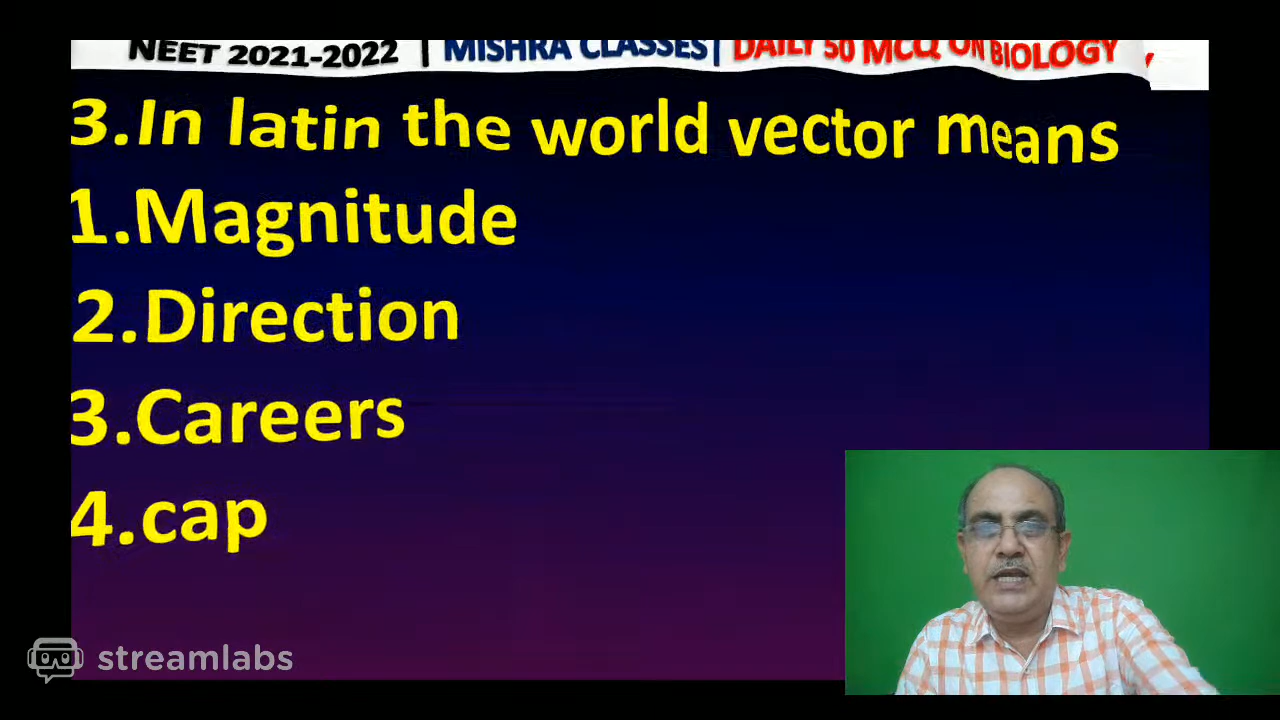 NEET 2021-2022 | MISHRA CLASSES| DAILY 50 MCQ ON BIOLOGY
3.In latin the world vector means
1.Magnitude
2.Direction
3.Careers
4.cap
streamlabs